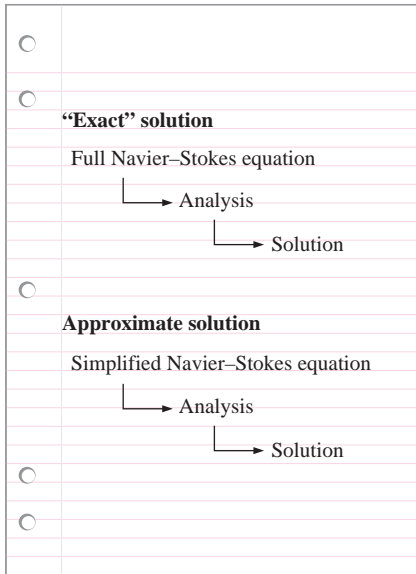 “Exact” solution
Full Navier–Stokes equation
Analysis
Solution
Approximate solution
Simplified Navier–Stokes equation
Analysis
Solution